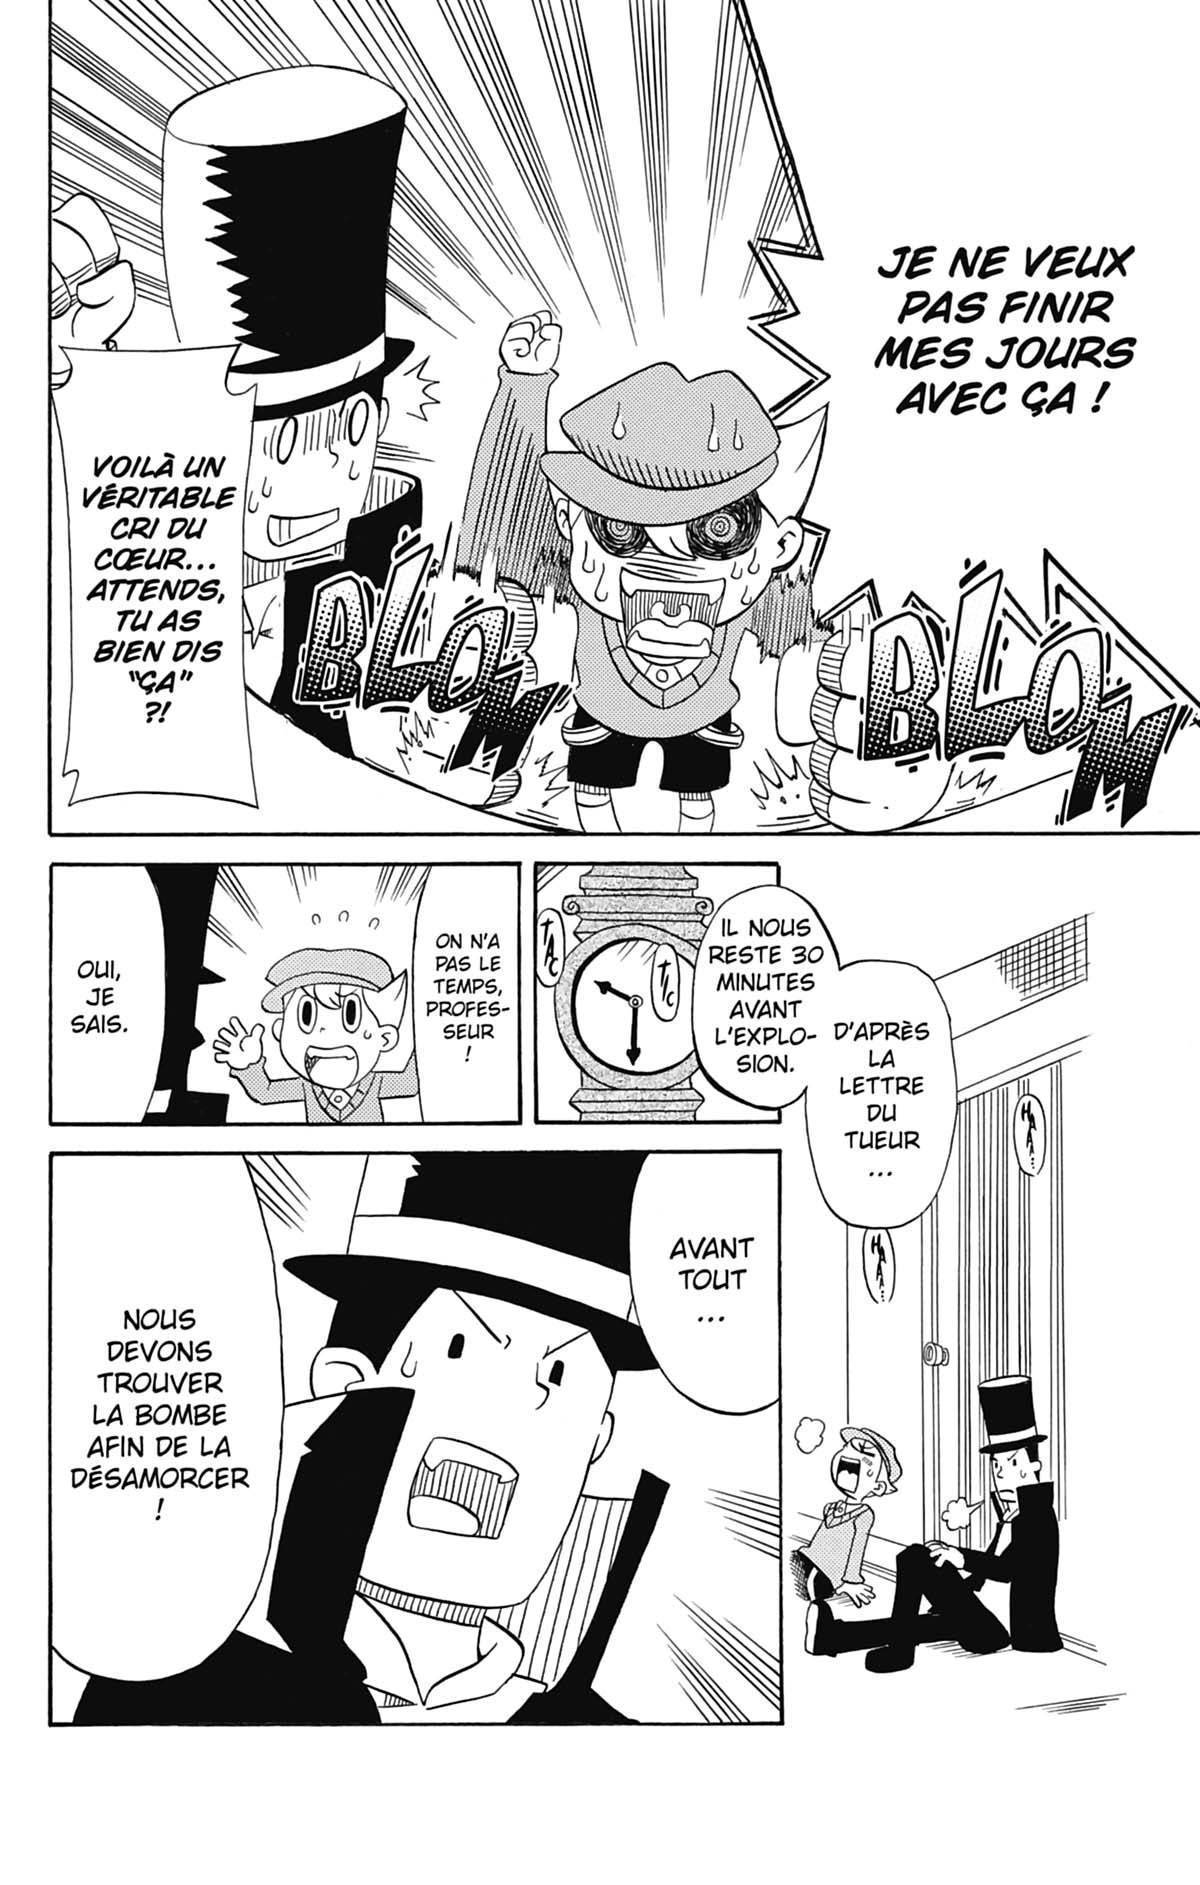 JE NE VEUX
PAS FINIR
MES JOURS
AVEC ÇA !
VOILÀ UN
VÉRITABLE
CRI DU
CŒUR...
ATTENDS,
TU AS
BIEN DIS
"ÇA"
?!
BLOM
BLOM
D'APRÈS
LA
LETTRE
DU
TUEUR
...
HAA...
HAA...
IL NOUS
RESTE 30
MINUTES
AVANT
L'EXPLO-
SION.
TIC
TAC
ON N'A
PAS LE
TEMPS,
PROFES-
SEUR
!
OUI,
JE
SAIS.
AVANT
TOUT
...
NOUS
DEVONS
TROUVER
LA BOMBE
AFIN DE LA
DÉSAMORCER
!